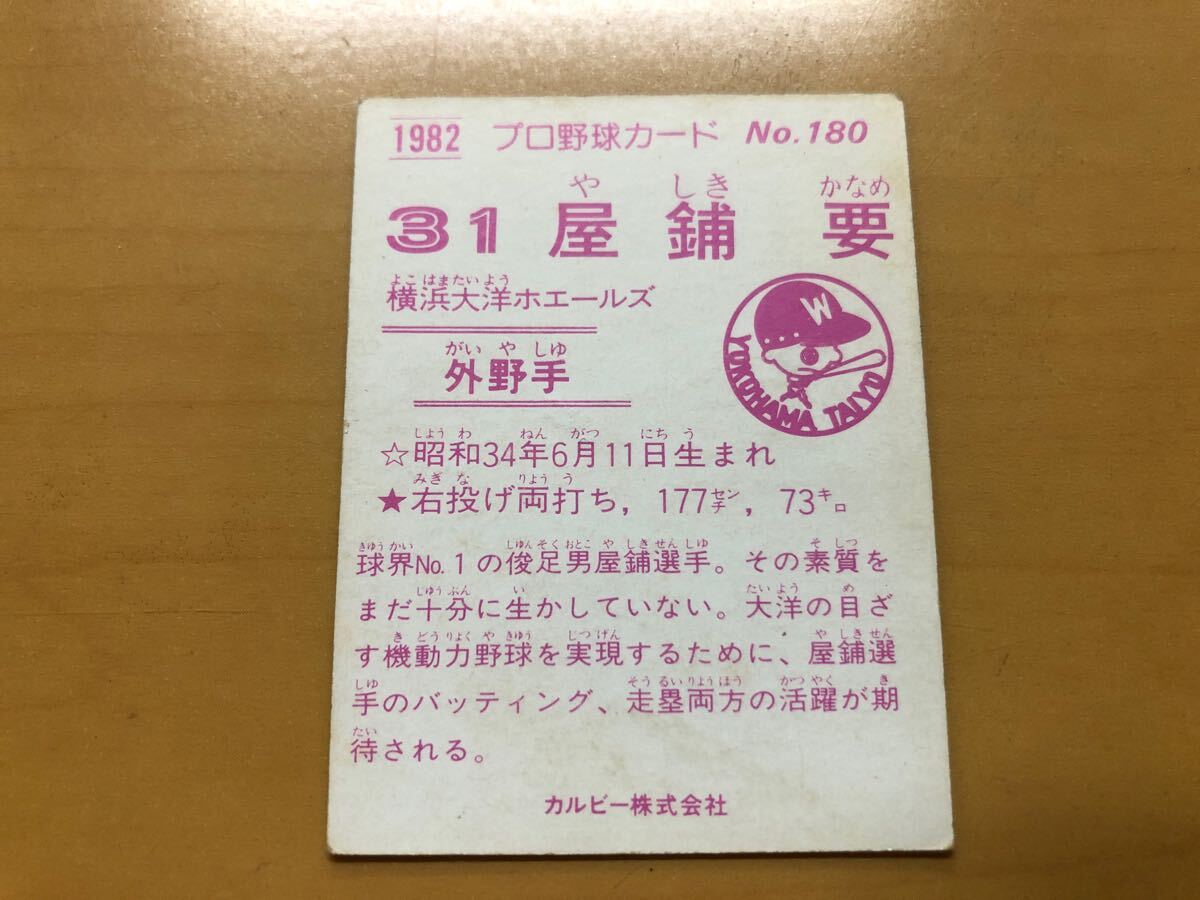 1982 プロ野球カード No.180
や しき かなめ
31 屋鋪 要
よこ はま たい よう
横浜大洋ホエールズ
W
YOKOHAMA TAIYO
がい や しゆ
外野手
しよう わ ねん がつ にち う
☆昭和34年6月11日生まれ
みぎ な りよう う
★右投げ両打ち，177センチ，73キロ。
きゆう かい しゆん そく おとこ や しき せん しゆ そ しつ
球界No.1の俊足男屋鋪選手。その素質を
じゆう ぶん い たい よう め
まだ十分に生かしていない。大洋の目ざ
き どう りよく や きゆう じつ げん や しき せん
す機動力野球を実現するために、屋鋪選
しゆ そう るい りよう ほう かつ やく き
手のバッティング、走塁両方の活躍が期
たい
待される。
カルビー株式会社